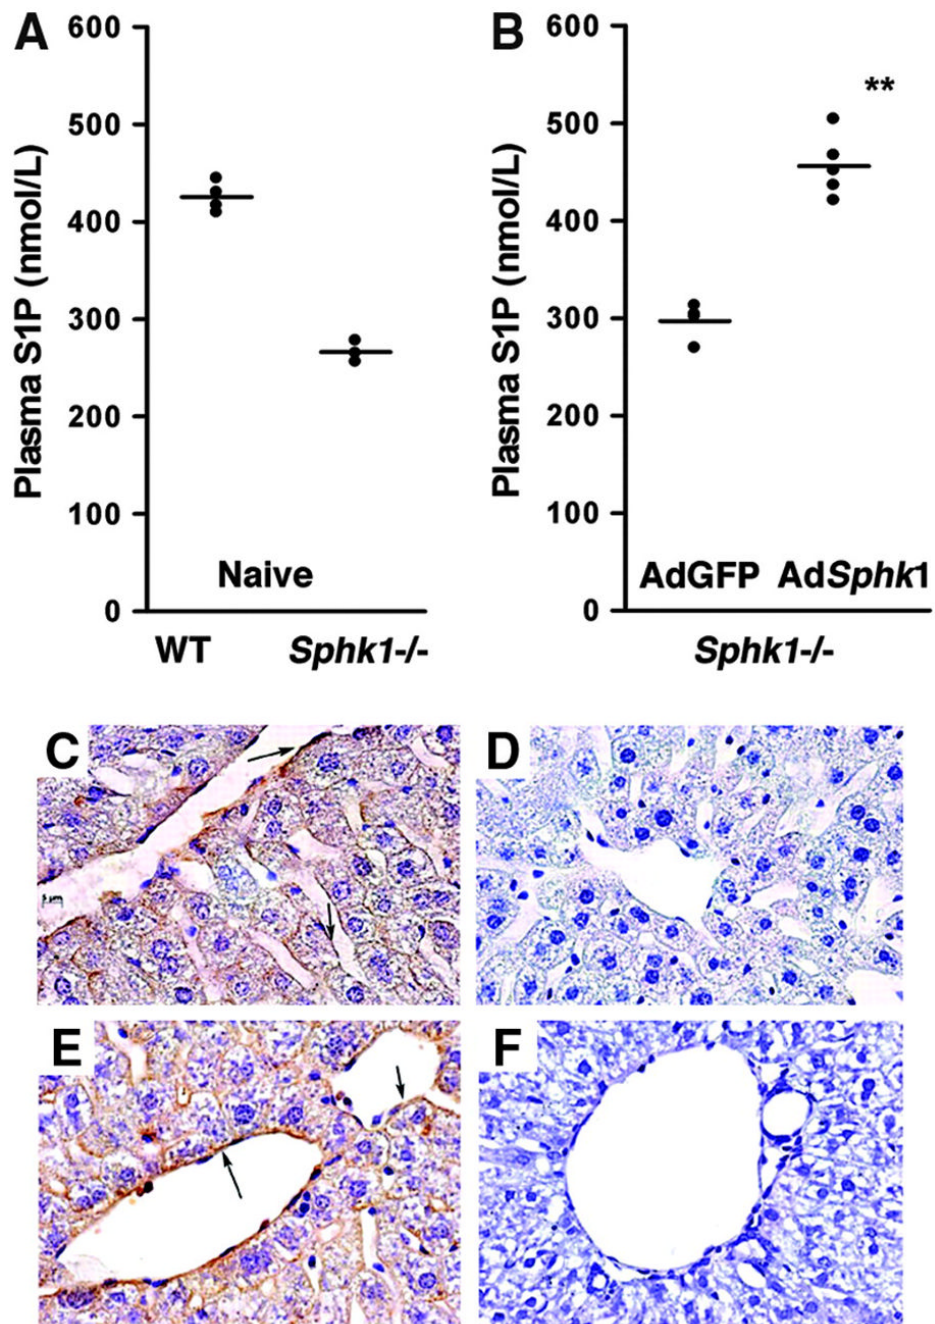 A
Plasma S1P (nmol/L)
600
500
400
300
200
100
0
Naive
WT Sphk1-/-
B
Plasma S1P (nmol/L)
600
500
400
300
200
100
0
**
AdGFP AdSphk1
Sphk1-/-
C
D
E
F